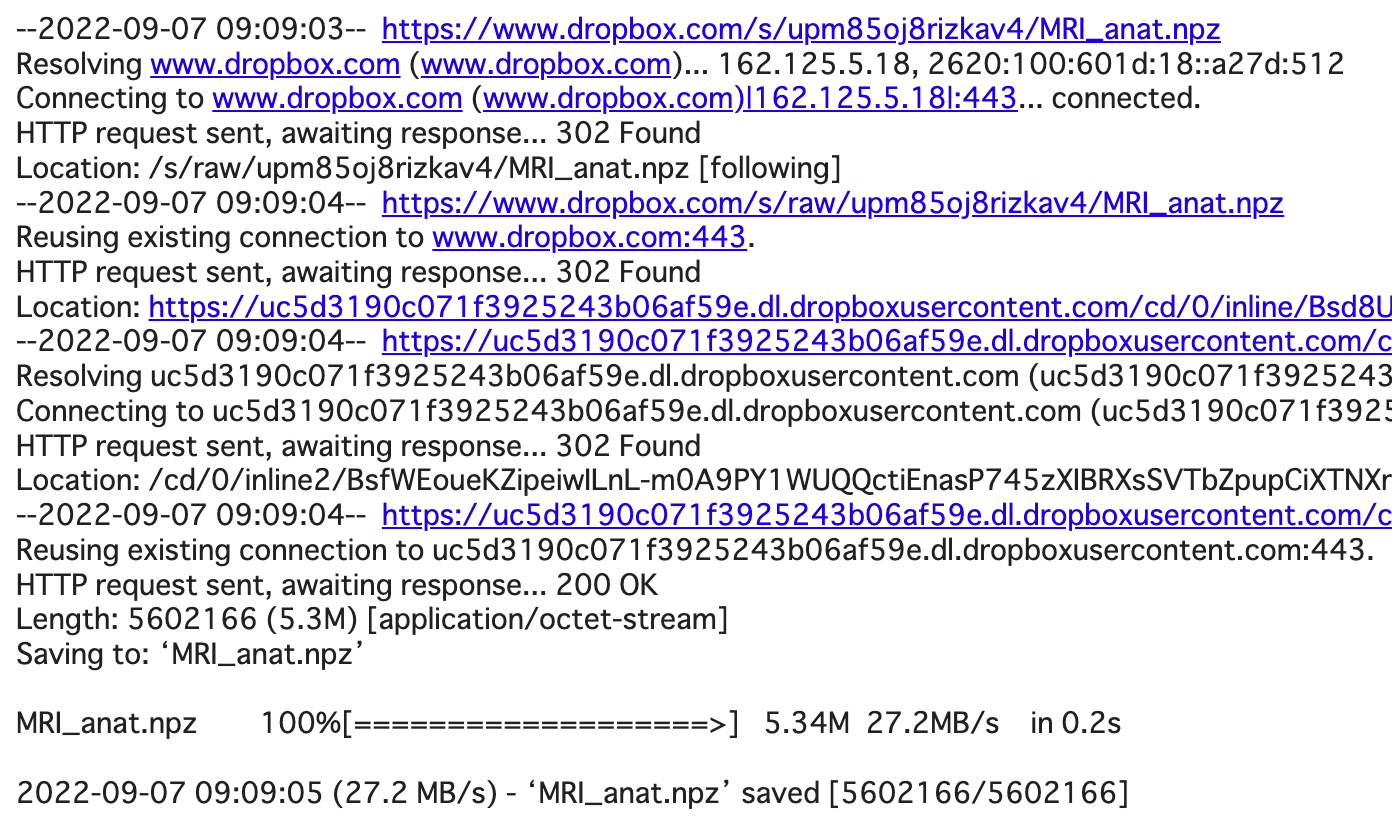 --2022-09-07 09:09:03--  https://www.dropbox.com/s/upm85oj8rizkav4/MRI_anat.npz
Resolving www.dropbox.com (www.dropbox.com)... 162.125.5.18, 2620:100:601d:18::a27d:512
Connecting to www.dropbox.com (www.dropbox.com)|162.125.5.18|:443... connected.
HTTP request sent, awaiting response... 302 Found
Location: /s/raw/upm85oj8rizkav4/MRI_anat.npz [following]
--2022-09-07 09:09:04--  https://www.dropbox.com/s/raw/upm85oj8rizkav4/MRI_anat.npz
Reusing existing connection to www.dropbox.com:443.
HTTP request sent, awaiting response... 302 Found
Location: https://uc5d3190c071f3925243b06af59e.dl.dropboxusercontent.com/cd/0/inline/Bsd8U
--2022-09-07 09:09:04--  https://uc5d3190c071f3925243b06af59e.dl.dropboxusercontent.com/c
Resolving uc5d3190c071f3925243b06af59e.dl.dropboxusercontent.com (uc5d3190c071f3925243
Connecting to uc5d3190c071f3925243b06af59e.dl.dropboxusercontent.com (uc5d3190c071f3925
HTTP request sent, awaiting response... 302 Found
Location: /cd/0/inline2/BsfWEoueKZipeiwILnL-m0A9PY1WUQQctiEnasP745zXIBRXsSVTbZpupCiXTNXr
--2022-09-07 09:09:04--  https://uc5d3190c071f3925243b06af59e.dl.dropboxusercontent.com/c
Reusing existing connection to uc5d3190c071f3925243b06af59e.dl.dropboxusercontent.com:443.
HTTP request sent, awaiting response... 200 OK
Length: 5602166 (5.3M) [application/octet-stream]
Saving to: ‘MRI_anat.npz’
MRI_anat.npz        100%[===================>]   5.34M  27.2MB/s    in 0.2s
2022-09-07 09:09:05 (27.2 MB/s) - ‘MRI_anat.npz’ saved [5602166/5602166]